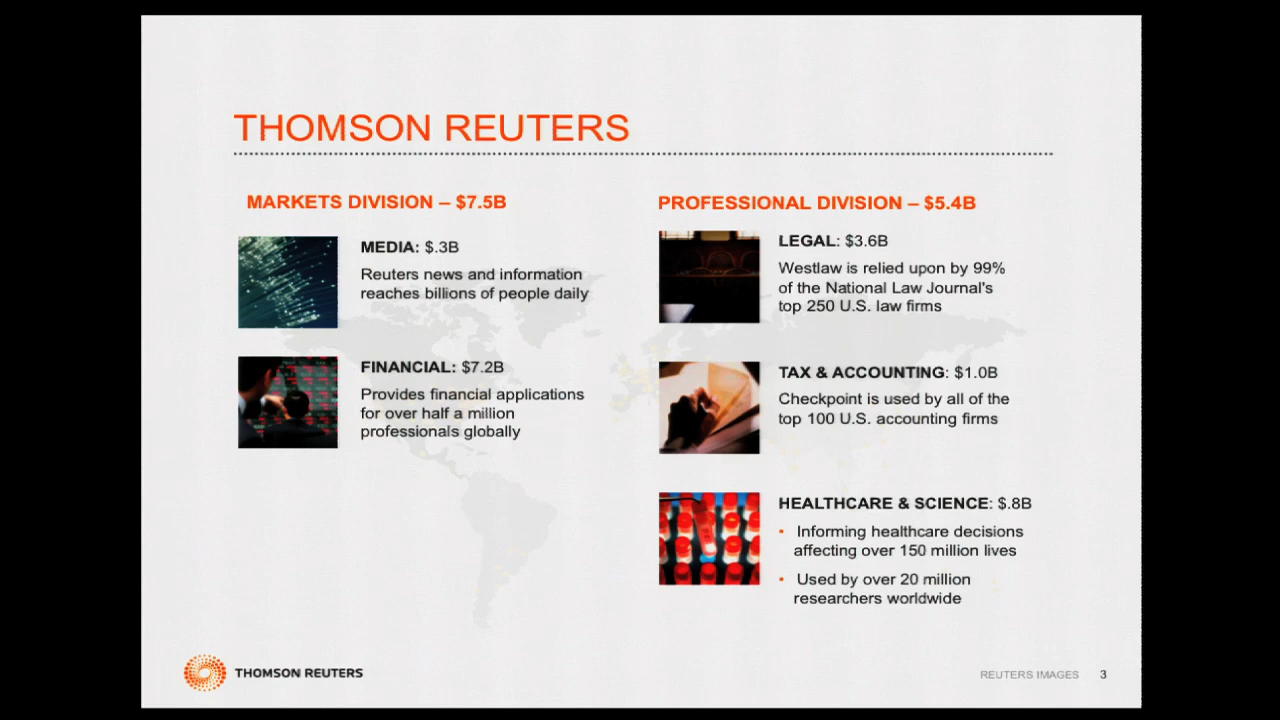 THOMSON REUTERS
MARKETS DIVISION – $7.5B
MEDIA: $.3B
Reuters news and information
reaches billions of people daily
FINANCIAL: $7.2B
Provides financial applications
for over half a million
professionals globally
PROFESSIONAL DIVISION – $5.4B
LEGAL: $3.6B
Westlaw is relied upon by 99%
of the National Law Journal's
top 250 U.S. law firms
TAX & ACCOUNTING: $1.0B
Checkpoint is used by all of the
top 100 U.S. accounting firms
HEALTHCARE & SCIENCE: $.8B
• Informing healthcare decisions
affecting over 150 million lives
• Used by over 20 million
researchers worldwide
THOMSON REUTERS
REUTERS IMAGES 3